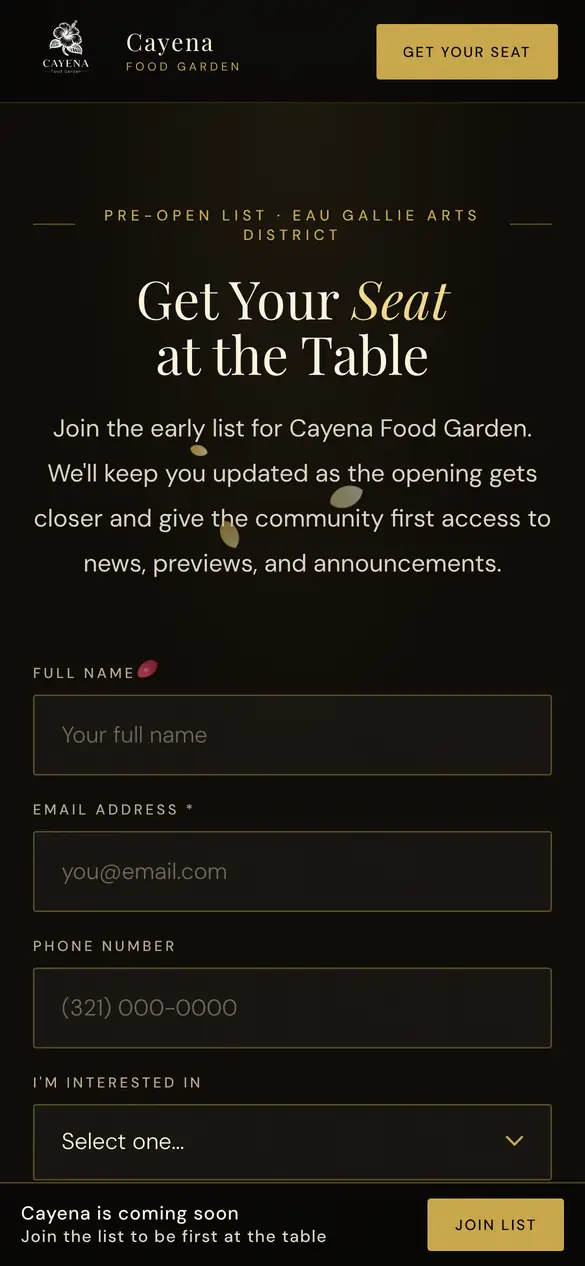 CAYENA
Food Garden
Cayena
FOOD GARDEN
GET YOUR SEAT
PRE-OPEN LIST · EAU GALLIE ARTS
DISTRICT
Get Your Seat
at the Table
Join the early list for Cayena Food Garden.
We'll keep you updated as the opening gets
closer and give the community first access to
news, previews, and announcements.
FULL NAME
Your full name
EMAIL ADDRESS *
you@email.com
PHONE NUMBER
(321) 000-0000
I'M INTERESTED IN
Select one...
Cayena is coming soon
Join the list to be first at the table
JOIN LIST